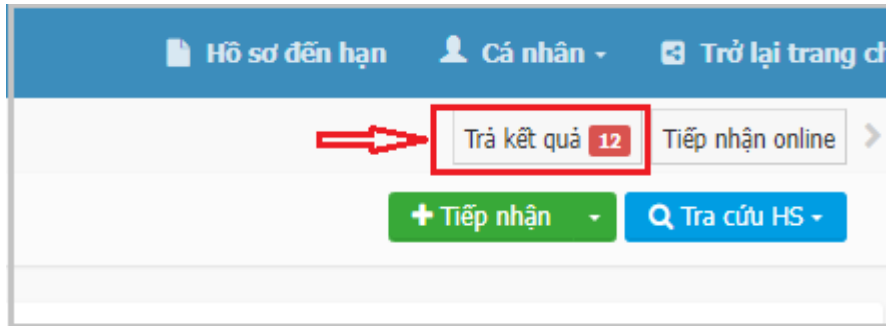 Hồ sơ đến hạn Cá nhân Trở lại trang ch
Trả kết quả 12 Tiếp nhận online
Tiếp nhận Tra cứu HS